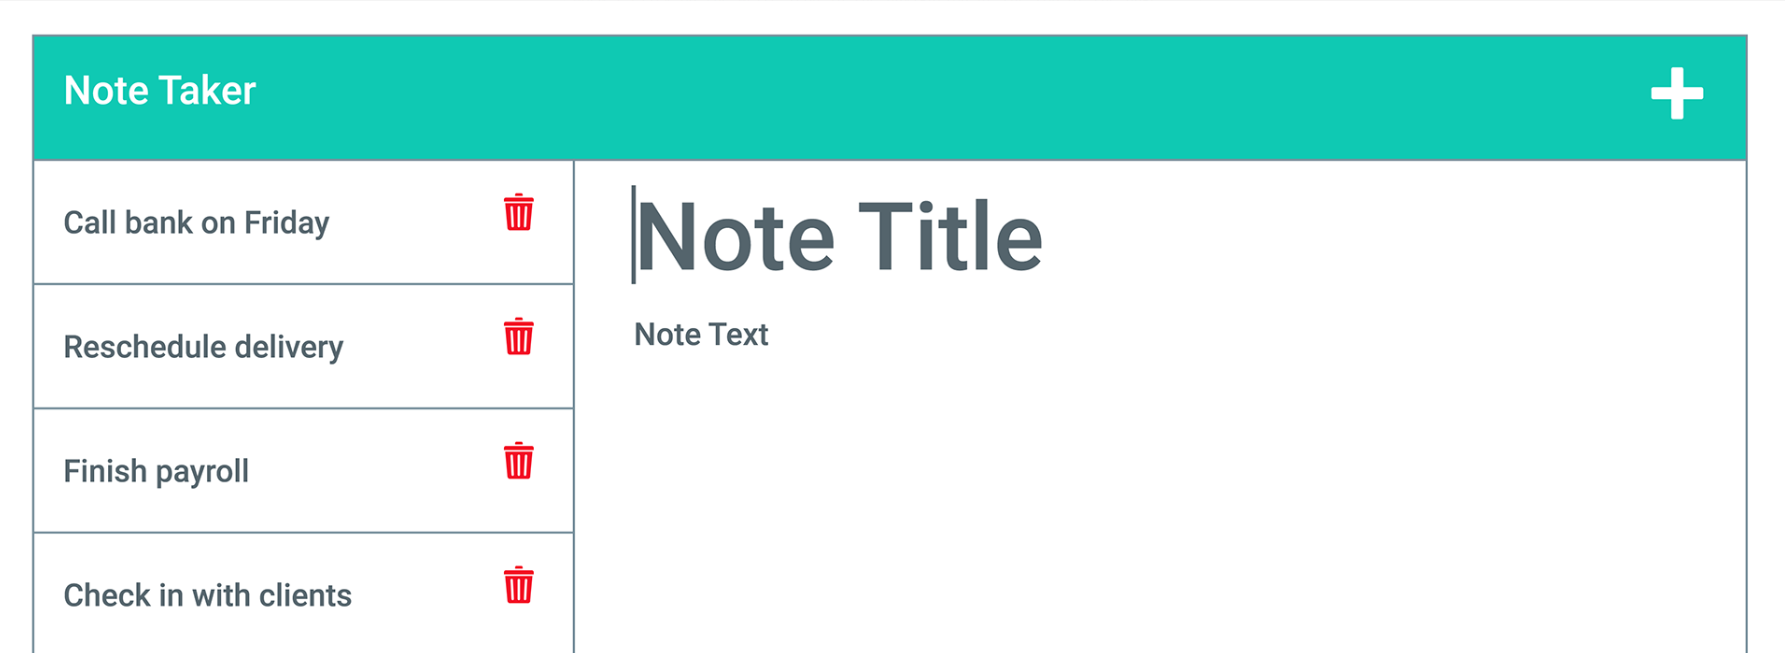 Note Taker
Call bank on Friday
Reschedule delivery
Finish payroll
Check in with clients
Note Title
Note Text